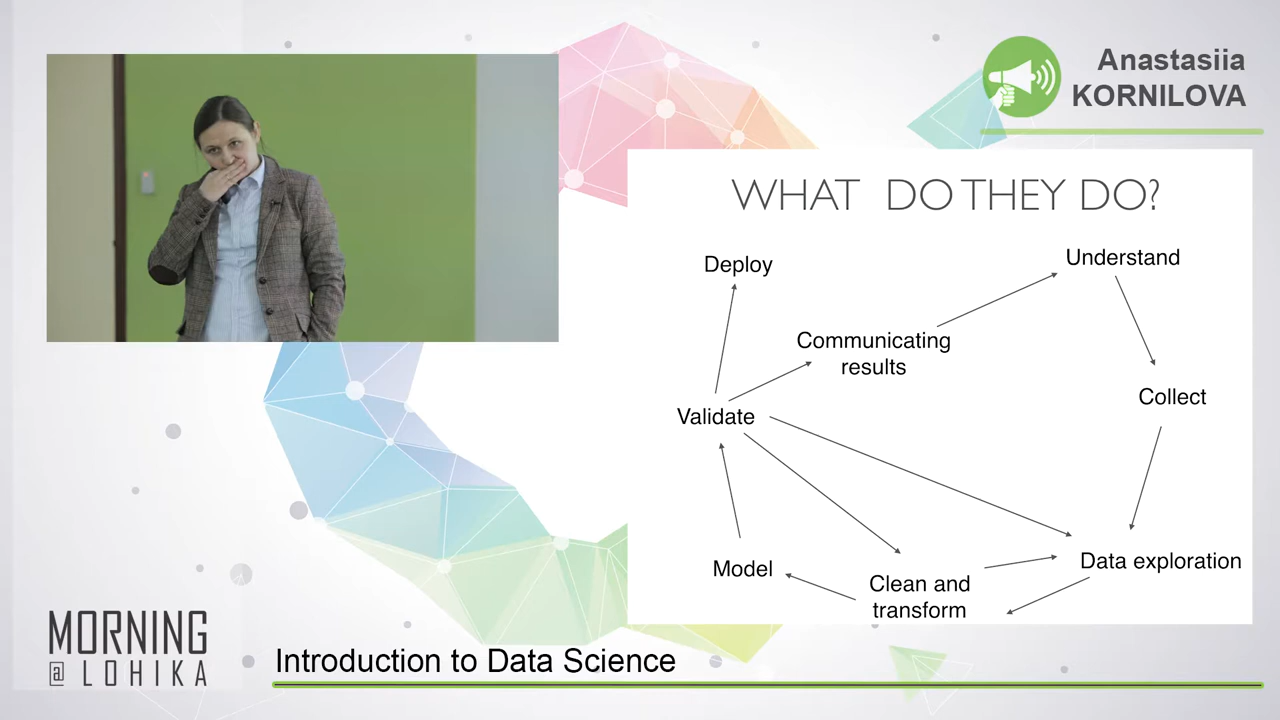 Anastasiia
KORNILOVA
WHAT DO THEY DO?
Deploy
Understand
Communicating
results
Collect
Validate
Data exploration
Model
Clean and
transform
MORNING
@ LOHIKA
Introduction to Data Science